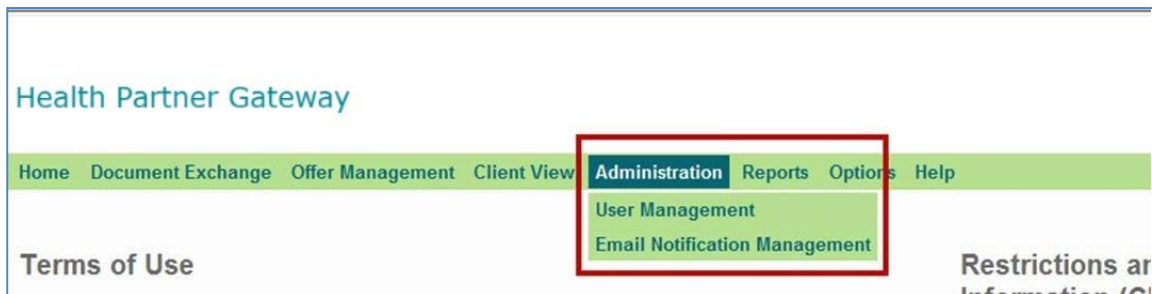 Health Partner Gateway
Home Document Exchange Offer Management Client View Administration Reports Options Help
User Management
Email Notification Management
Terms of Use
Restrictions